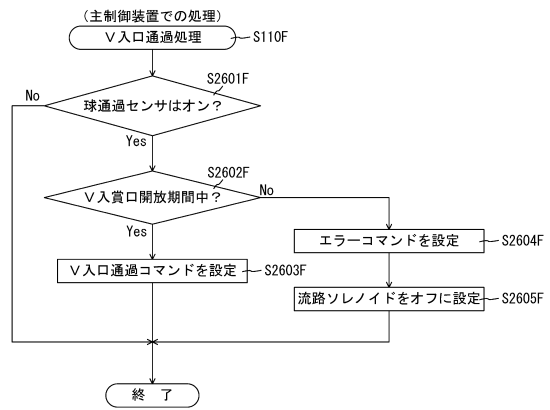 （主制御装置での処理）
Ｖ入口通過処理
S110F
S2601F
球通過センサはオン？
No
Yes
S2602F
Ｖ入賞口開放期間中？
No
Yes
エラーコマンドを設定
S2604F
Ｖ入口通過コマンドを設定
S2603F
流路ソレノイドをオフに設定
S2605F
終 了